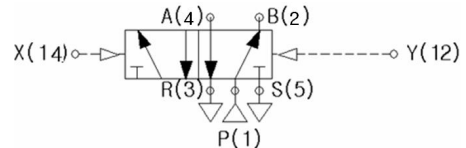 A(4) B(2)
X(14) Y(12)
R(3) S(5)
P(1)